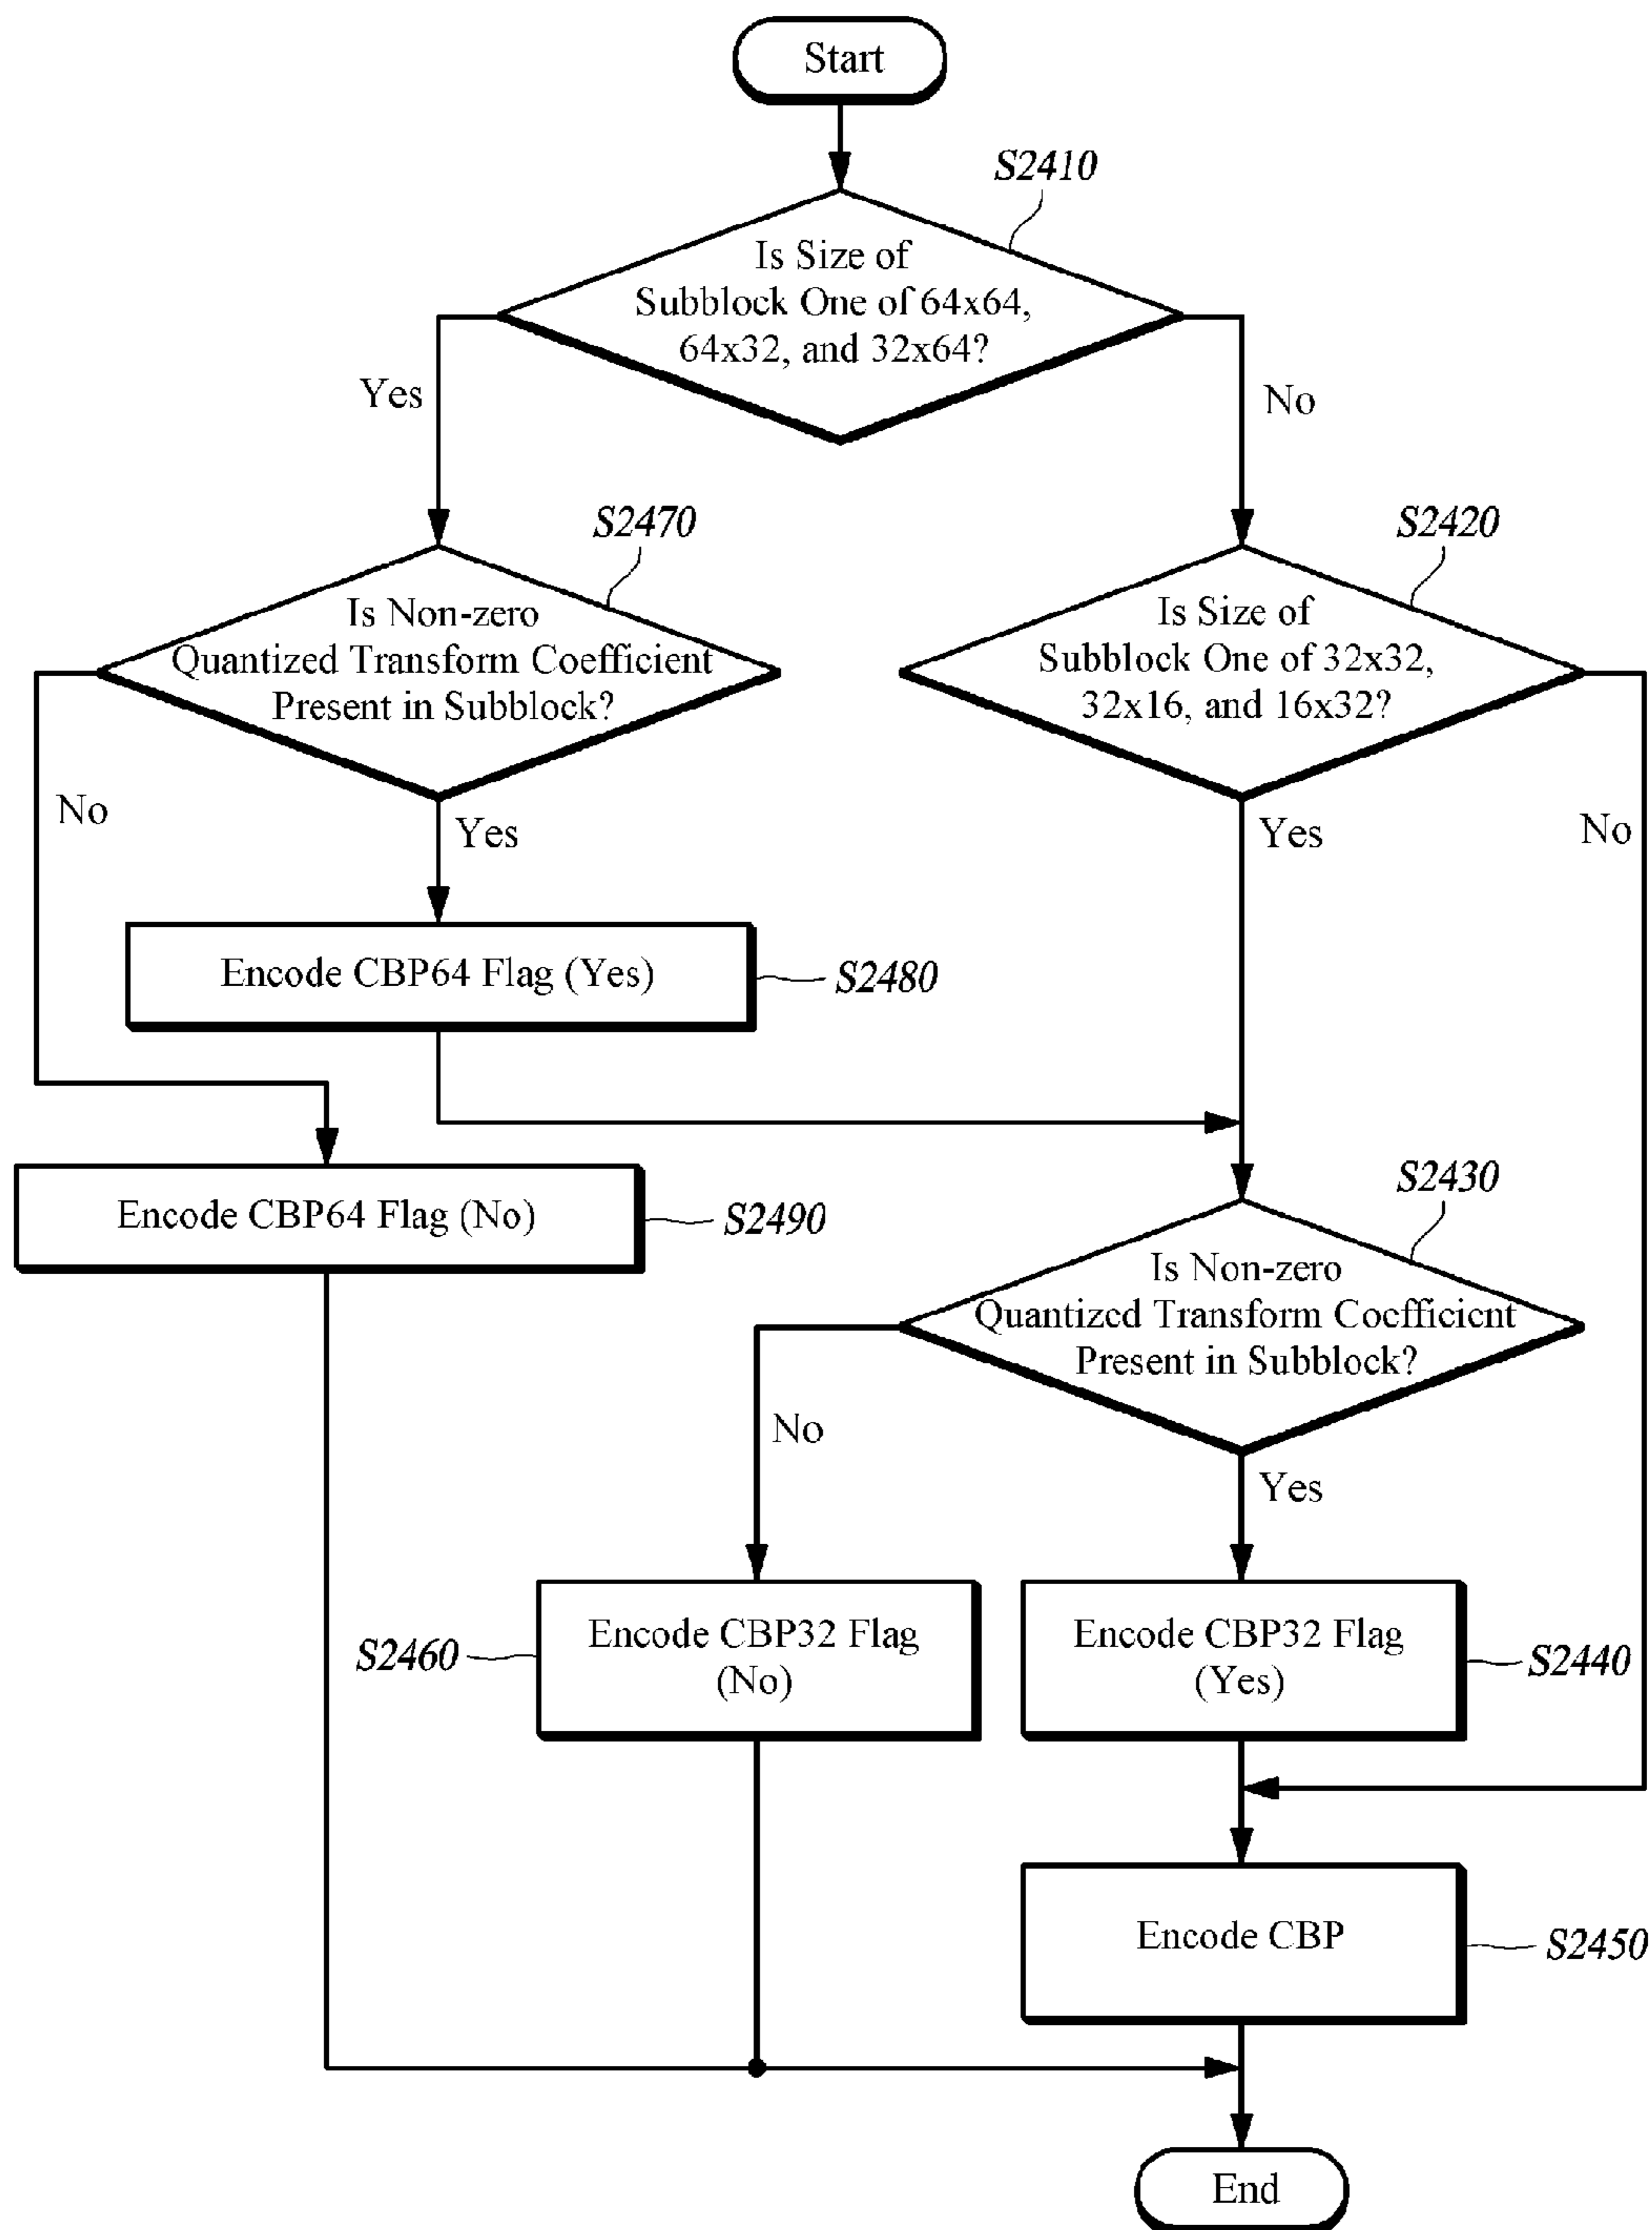 Start
S2410
Is Size of
Subblock One of 64x64,
64x32, and 32x64?
Yes
No
S2470
S2420
Is Non-zero
Quantized Transform Coefficient
Present in Subblock?
Is Size of
Subblock One of 32x32,
32x16, and 16x32?
No
Yes
Yes
No
Encode CBP64 Flag (Yes)
S2480
Encode CBP64 Flag (No)
S2490
S2430
Is Non-zero
Quantized Transform Coefficient
Present in Subblock?
No
Yes
S2460
Encode CBP32 Flag
(No)
Encode CBP32 Flag
(Yes)
S2440
Encode CBP
S2450
End